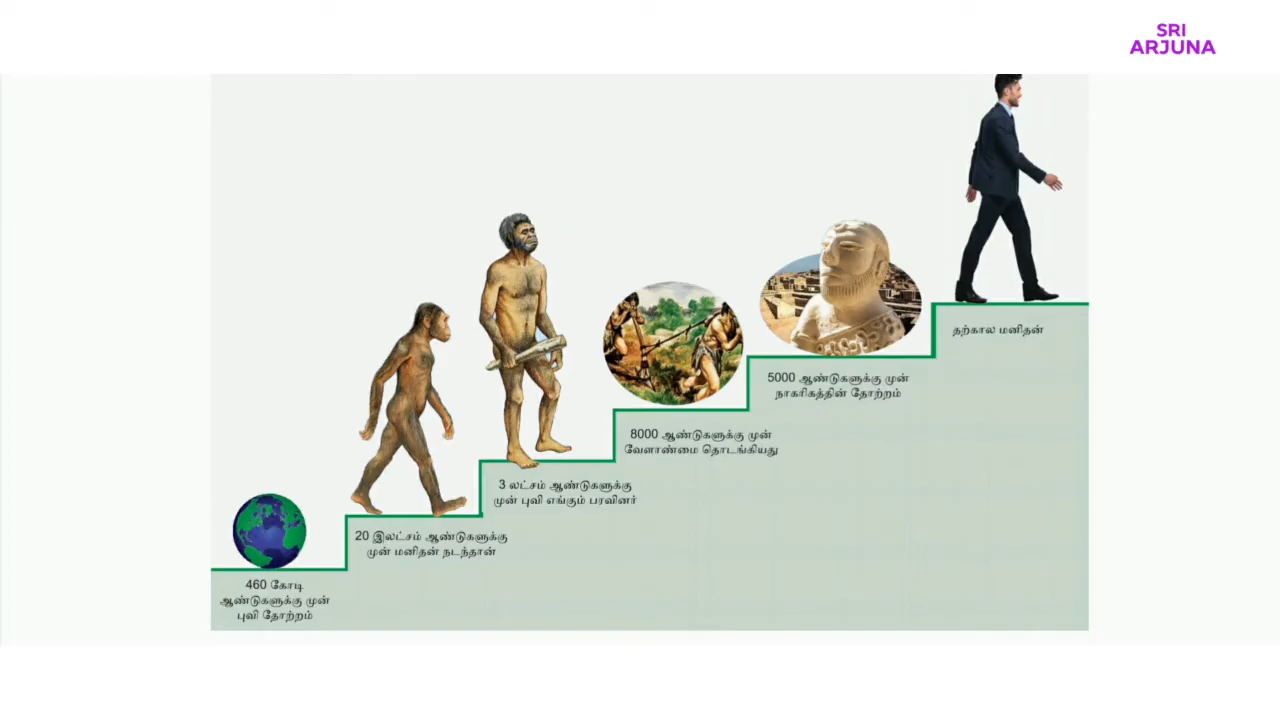 SRI
ARJUNA
460 கோடி
ஆண்டுகளுக்கு முன்
புவி தோற்றம்
20 இலட்சம் ஆண்டுகளுக்கு
முன் மனிதன் நடந்தான்
3 லட்சம் ஆண்டுகளுக்கு
முன் புவி எங்கும் பரவினர்
8000 ஆண்டுகளுக்கு முன்
வேளாண்மை தொடங்கியது
5000 ஆண்டுகளுக்கு முன்
நாகரிகத்தின் தோற்றம்
தற்கால மனிதன்